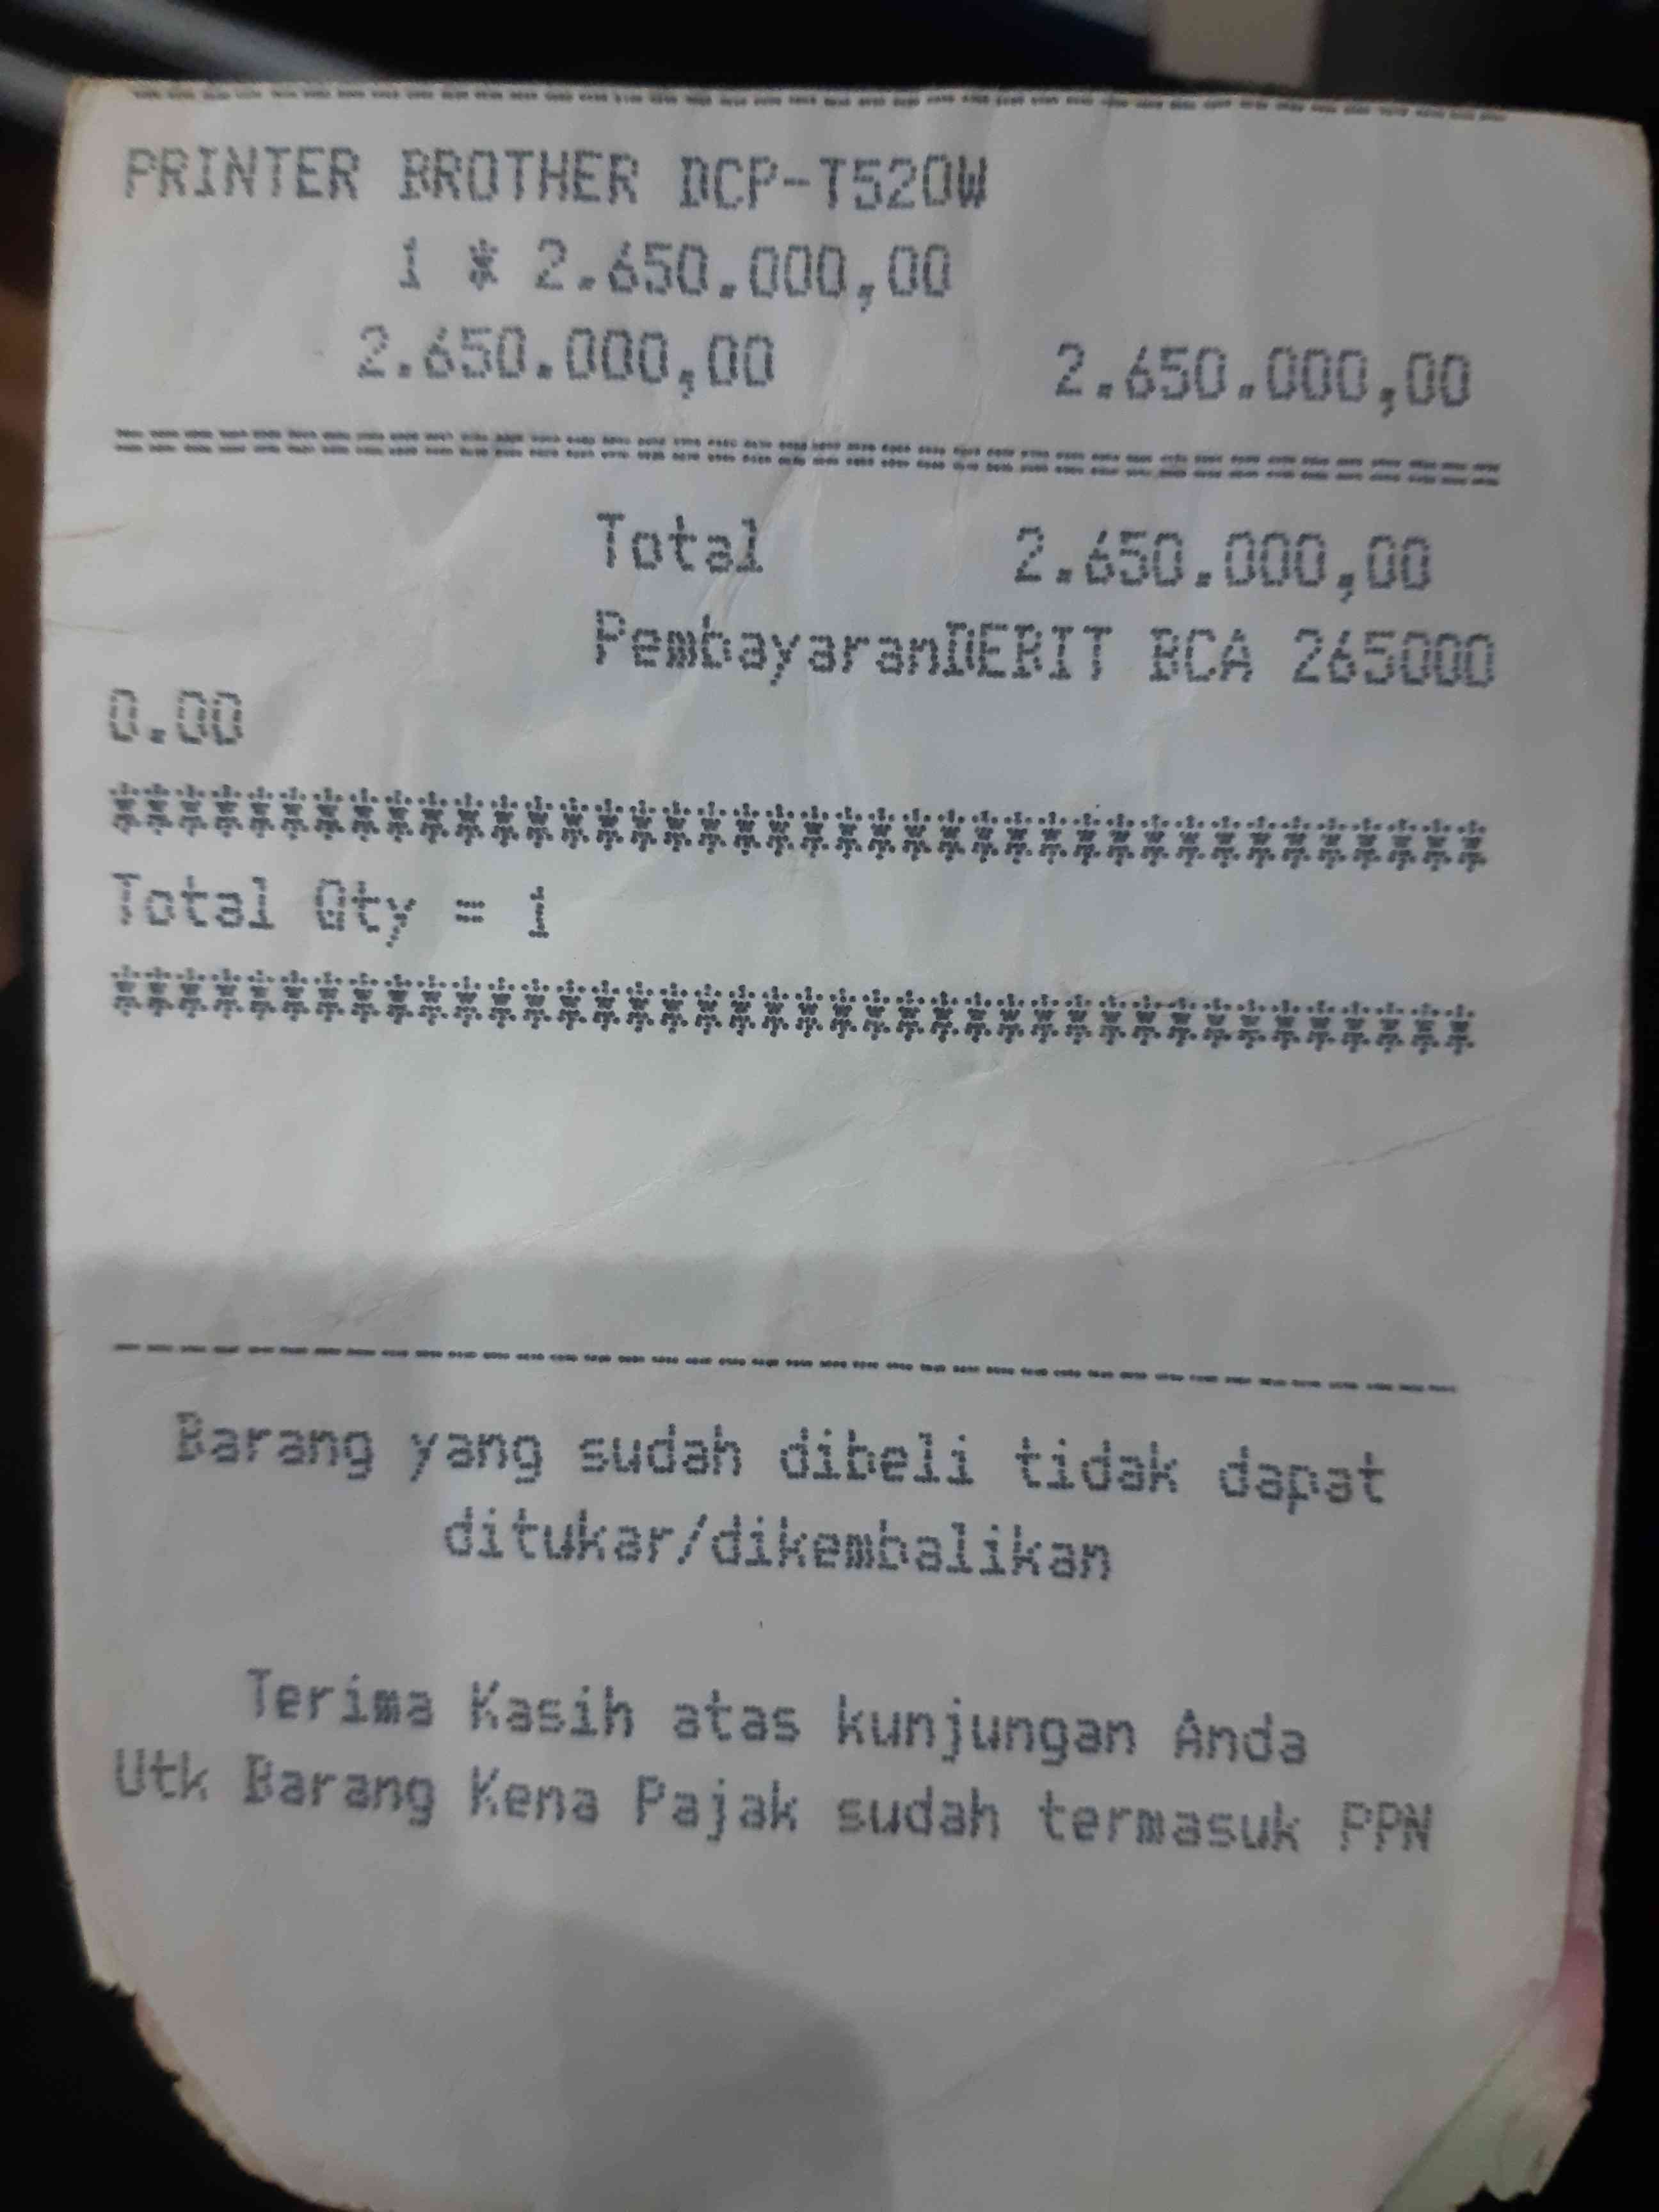 PRINTER BROTHER DCP-T520W
1 * 2.650.000,00
2.650.000,00 2.650.000,00
Total 2.650.000,00
PembayaranDEBIT BCA 265000
0.00
****************************************
Total Qty = 1
****************************************
Barang yang sudah dibeli tidak dapat
ditukar/dikembalikan
Terima Kasih atas kunjungan Anda
Utk Barang Kena Pajak sudah termasuk PPN